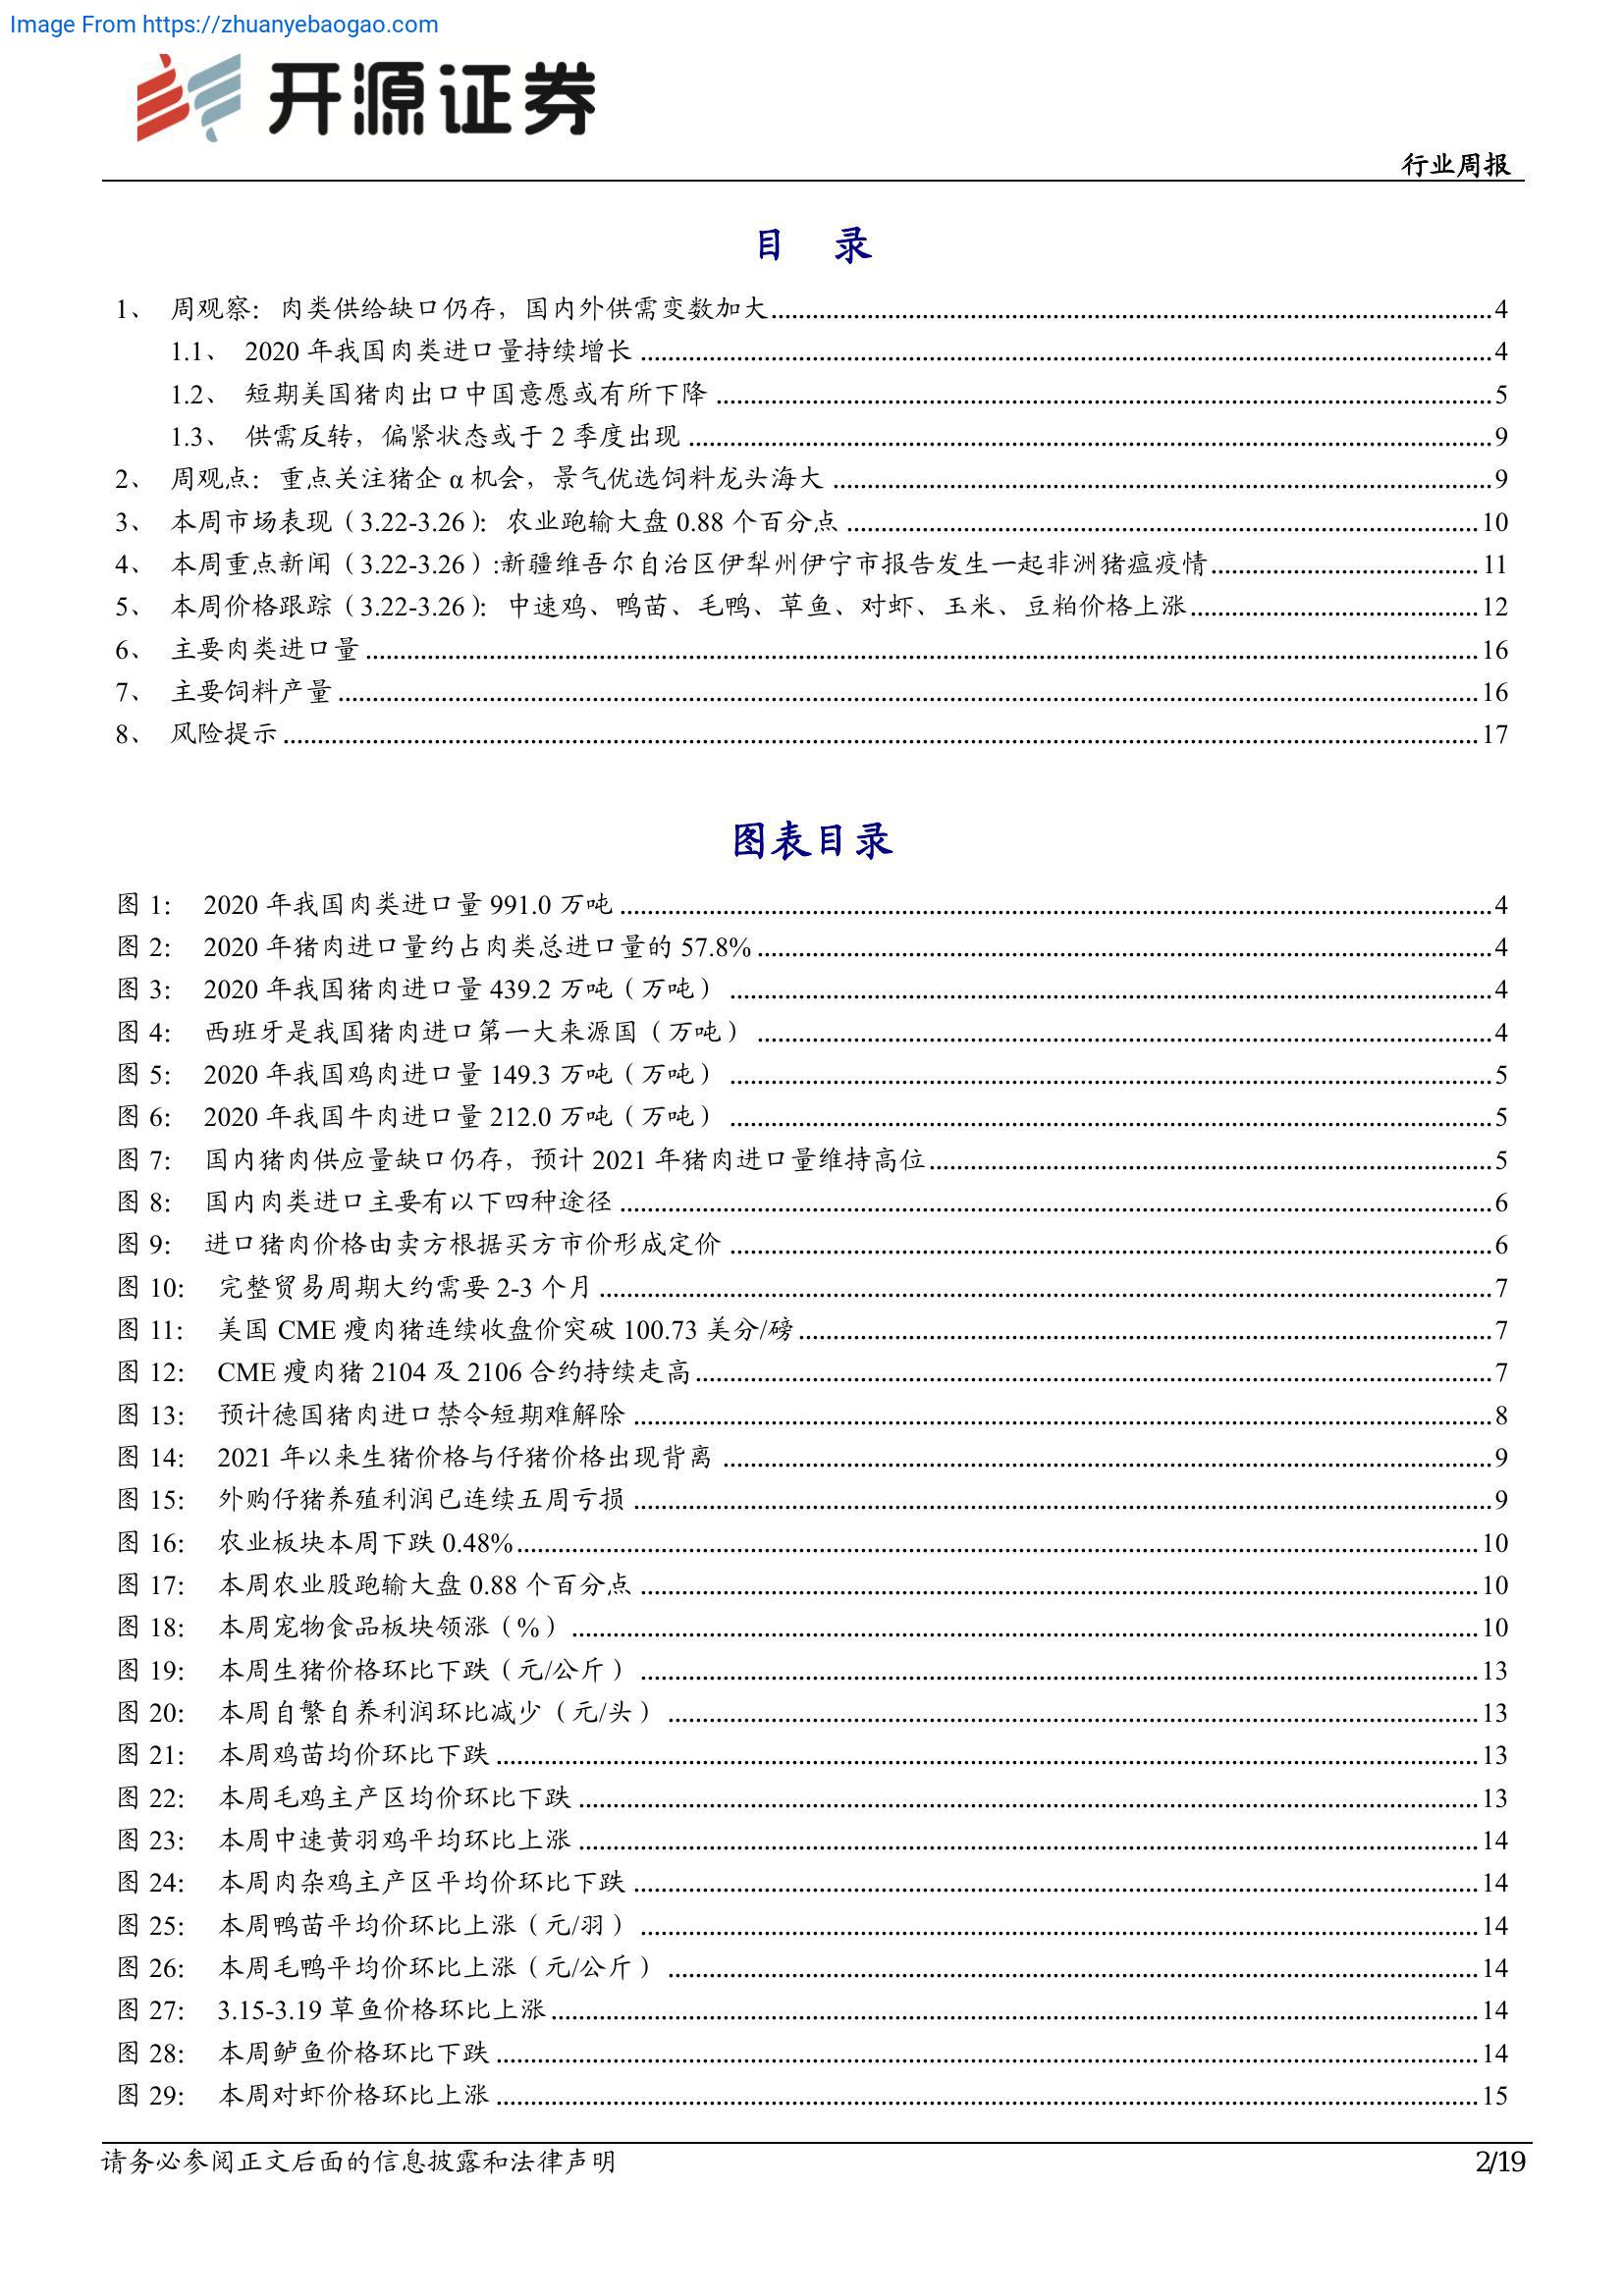 Image From https://zhuanyebaogao.com
开源证券
行业周报
目 录
1、 周观察：肉类供给缺口仍存，国内外供需变数加大 4
1.1、 2020 年我国肉类进口量持续增长 4
1.2、 短期美国猪肉出口中国意愿或有所下降 5
1.3、 供需反转，偏紧状态或于 2 季度出现 9
2、 周观点：重点关注猪企 α 机会，景气优选饲料龙头海大 9
3、 本周市场表现（3.22-3.26）：农业跑输大盘 0.88 个百分点 10
4、 本周重点新闻（3.22-3.26）:新疆维吾尔自治区伊犁州伊宁市报告发生一起非洲猪瘟疫情 11
5、 本周价格跟踪（3.22-3.26）：中速鸡、鸭苗、毛鸭、草鱼、对虾、玉米、豆粕价格上涨 12
6、 主要肉类进口量 16
7、 主要饲料产量 16
8、 风险提示 17
图表目录
图 1： 2020 年我国肉类进口量 991.0 万吨 4
图 2： 2020 年猪肉进口量约占肉类总进口量的 57.8% 4
图 3： 2020 年我国猪肉进口量 439.2 万吨（万吨） 4
图 4： 西班牙是我国猪肉进口第一大来源国（万吨） 4
图 5： 2020 年我国鸡肉进口量 149.3 万吨（万吨） 5
图 6： 2020 年我国牛肉进口量 212.0 万吨（万吨） 5
图 7： 国内猪肉供应量缺口仍存，预计 2021 年猪肉进口量维持高位 5
图 8： 国内肉类进口主要有以下四种途径 6
图 9： 进口猪肉价格由卖方根据买方市价形成定价 6
图 10： 完整贸易周期大约需要 2-3 个月 7
图 11： 美国 CME 瘦肉猪连续收盘价突破 100.73 美分/磅 7
图 12： CME 瘦肉猪 2104 及 2106 合约持续走高 7
图 13： 预计德国猪肉进口禁令短期难解除 8
图 14： 2021 年以来生猪价格与仔猪价格出现背离 9
图 15： 外购仔猪养殖利润已连续五周亏损 9
图 16： 农业板块本周下跌 0.48% 10
图 17： 本周农业股跑输大盘 0.88 个百分点 10
图 18： 本周宠物食品板块领涨（%） 10
图 19： 本周生猪价格环比下跌（元/公斤） 13
图 20： 本周自繁自养利润环比减少（元/头） 13
图 21： 本周鸡苗均价环比下跌 13
图 22： 本周毛鸡主产区均价环比下跌 13
图 23： 本周中速黄羽鸡平均环比上涨 14
图 24： 本周肉杂鸡主产区平均价环比下跌 14
图 25： 本周鸭苗平均价环比上涨（元/羽） 14
图 26： 本周毛鸭平均价环比上涨（元/公斤） 14
图 27： 3.15-3.19 草鱼价格环比上涨 14
图 28： 本周鲈鱼价格环比下跌 14
图 29： 本周对虾价格环比上涨 15
请务必参阅正文后面的信息披露和法律声明 2/19